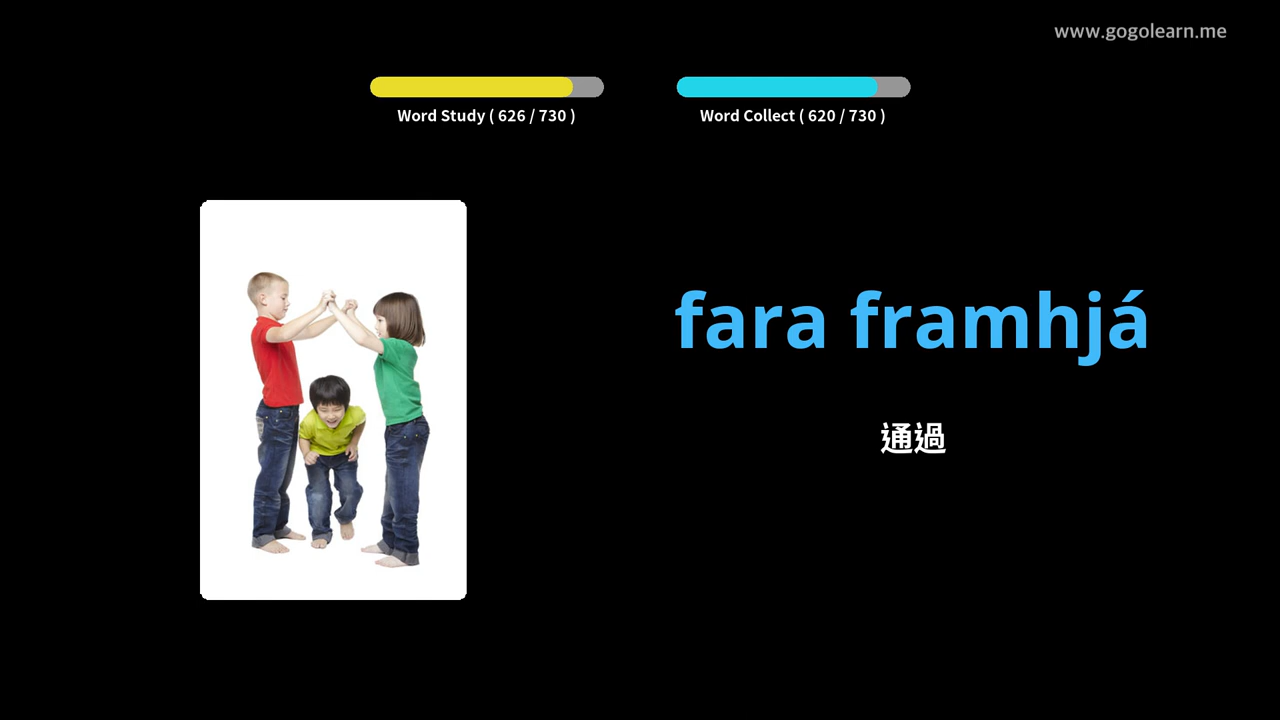 www.gogolearn.me
Word Study ( 626 / 730 )
Word Collect ( 620 / 730 )
fara framhjá
通過